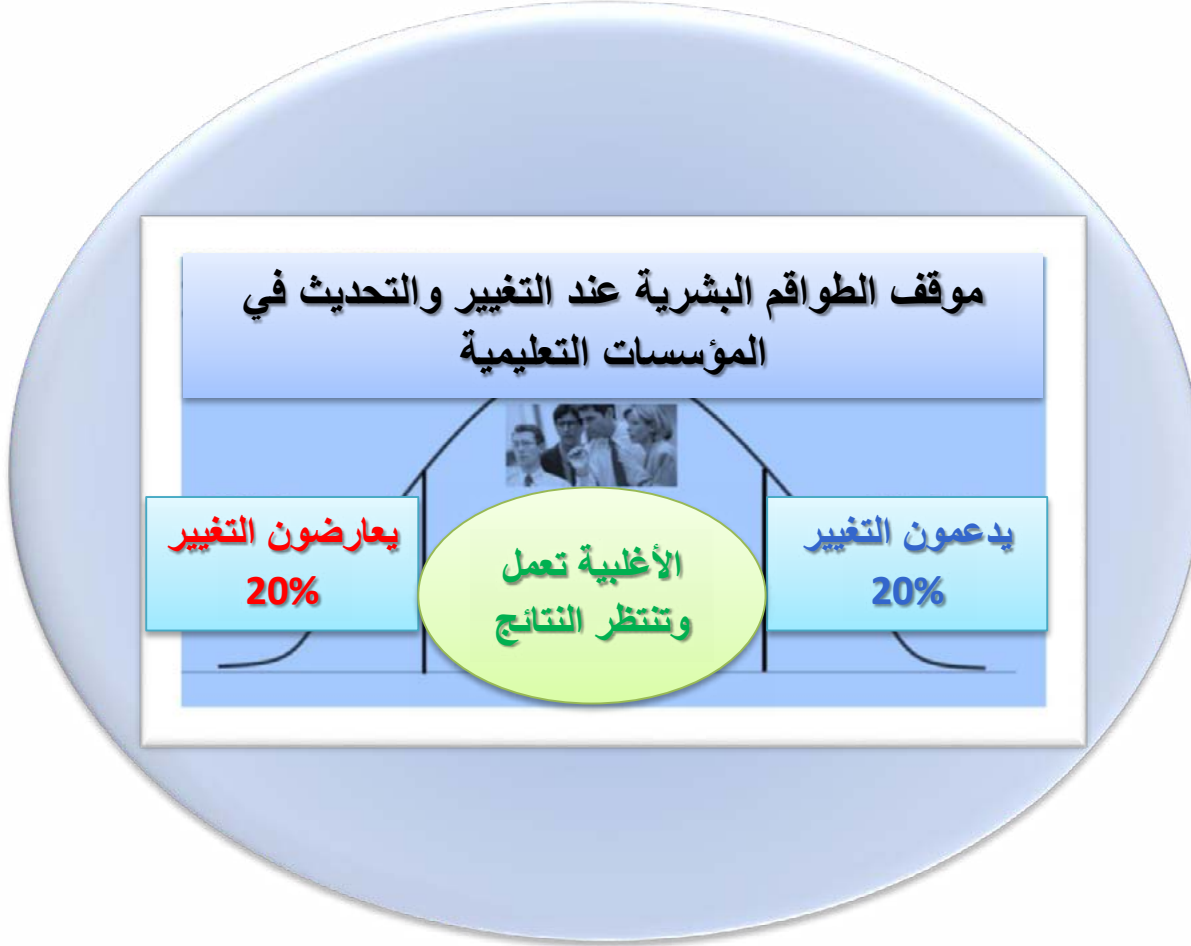 موقف الطواقم البشرية عند التغيير والتحديث في
المؤسسات التعليمية
يدعمون التغيير
20%
الأغلبية تعمل
وتنتظر النتائج
يعارضون التغيير
20%